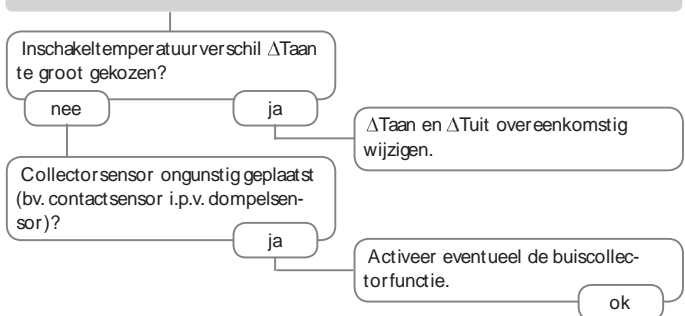 Inschakeltemperatuurverschil ΔTaan
te groot gekozen?
nee
ja
ΔTaan en ΔTuit overeenkomstig
wijzigen.
Collectorsensor ongunstig geplaatst
(bv. contactsensor i.p.v. dompelsen-
sor)?
ja
Activeer eventueel de buiscollec-
torfunctie.
ok